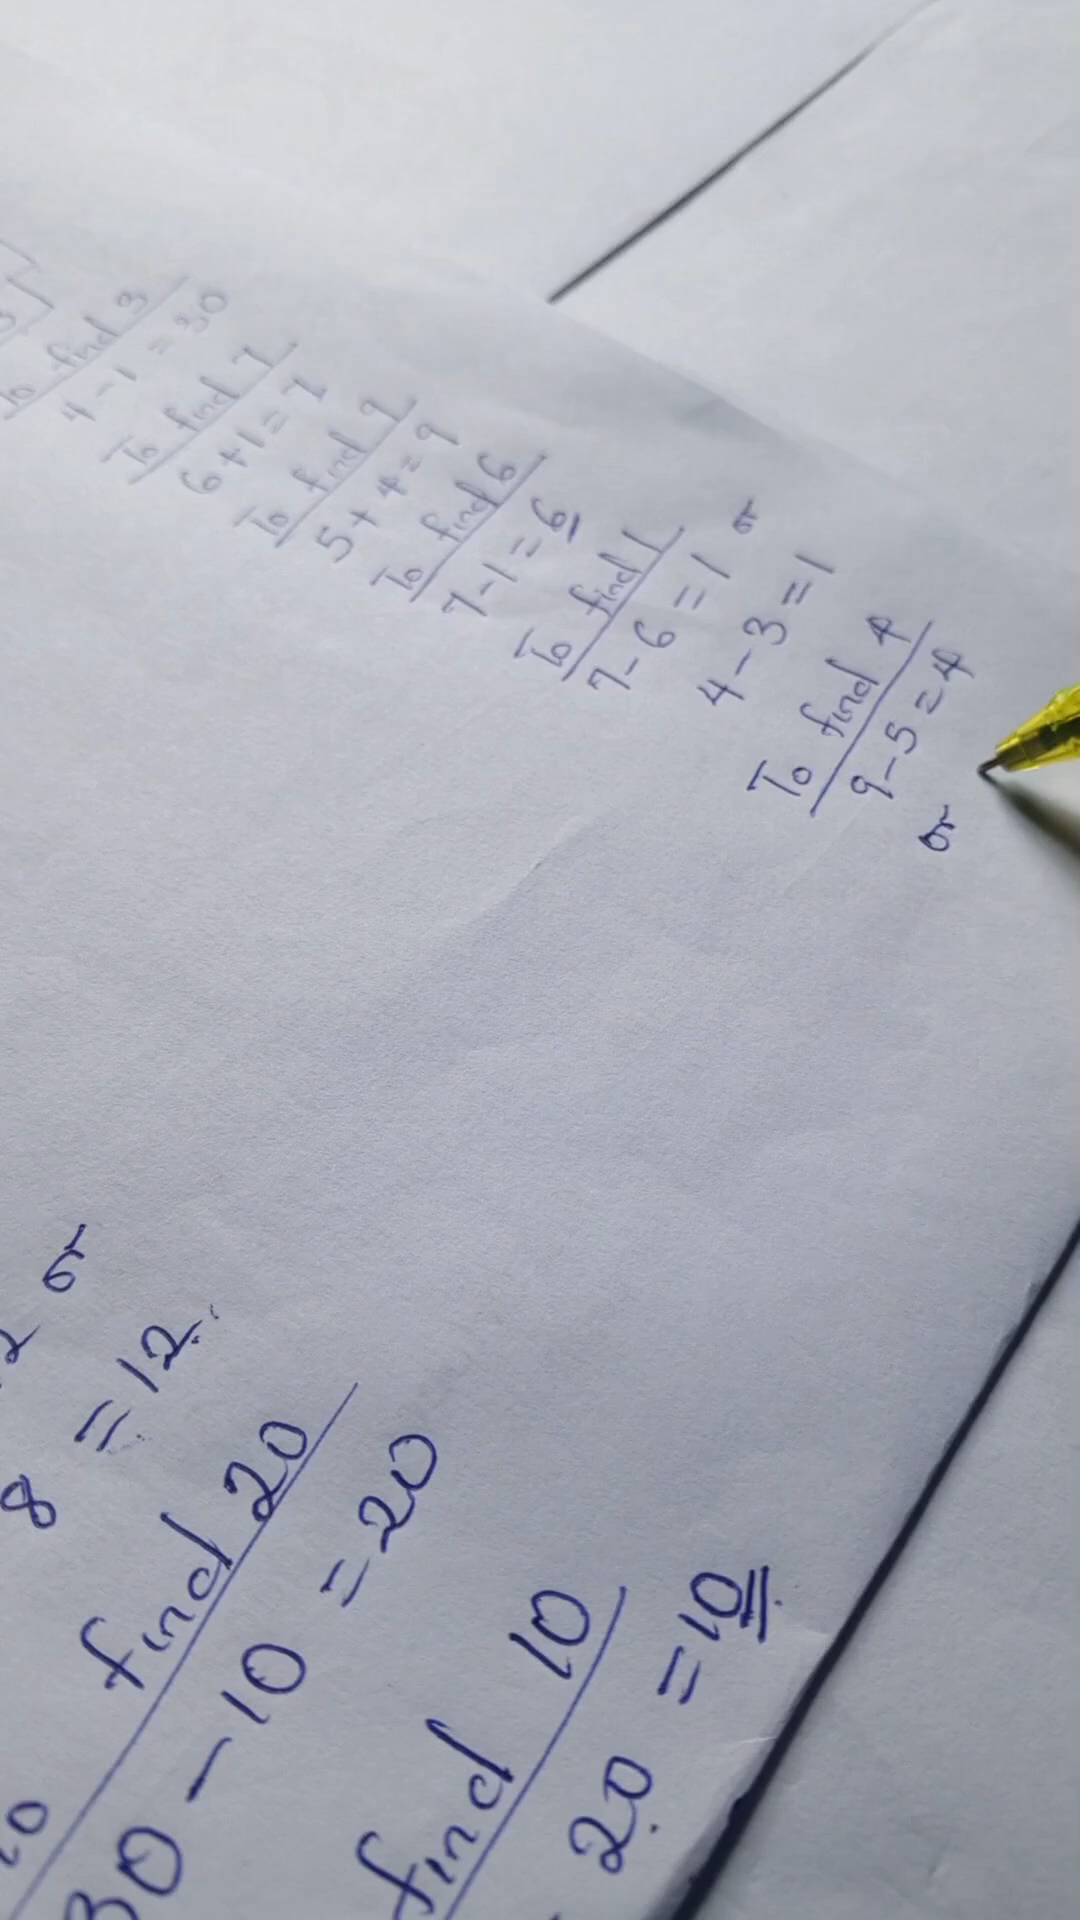 To find 3
4 - 1 = 30
To find 7
6 + 1 = 7
To find 9
5 + 4 = 9
To find 6
7 - 1 = 6
To find 1
7 - 6 = 1 or
4 - 3 = 1
To find 4
9 - 5 = 4
or
2 or
8 = 12
find 20
30 - 10 = 20
find 10
20 = 10